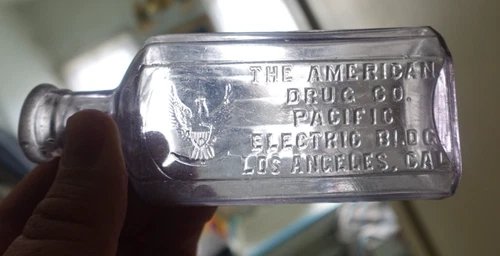 THE AMERICAN
DRUG CO.
PACIFIC
ELECTRIC BLDG
LOS ANGELES, CAL